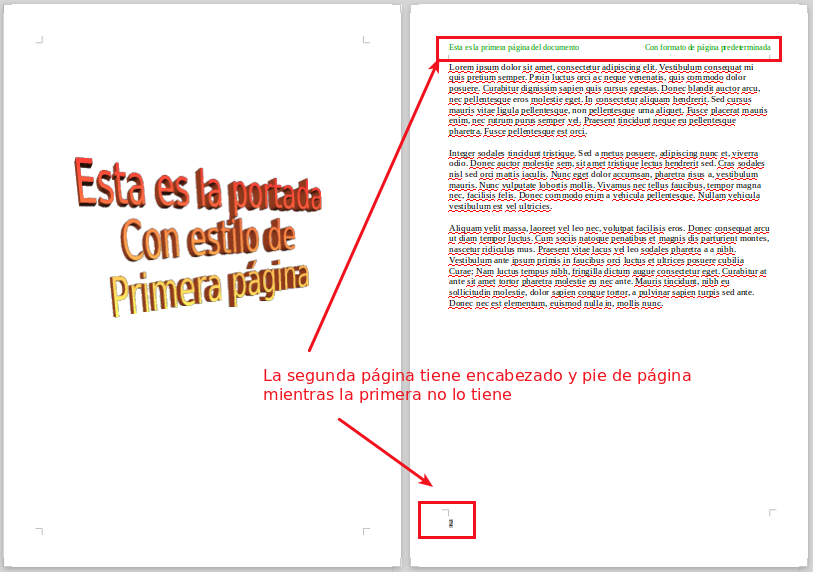 Esta es la portada
Con estilo de
Primera página
Esta es la primera página del documento Con formato de página predeterminada
Lorem ipsum dolor sit amet, consectetur adipiscing elit. Vestibulum consequat mi
quis pretium semper. Proin luctus orci ac neque venenatis, quis commodo dolor
posuere. Curabitur dignissim sapien quis cursus egestas. Donec blandit auctor arcu,
nec pellentesque eros molestie eget. In consectetur aliquam hendrerit. Sed cursus
mauris vitae ligula pellentesque, non pellentesque urna aliquet. Fusce placerat mauris
enim, nec rutrum purus semper vel. Praesent tincidunt neque eu pellentesque
pharetra. Fusce pellentesque est orci.
Integer sodales tincidunt tristique. Sed a metus posuere, adipiscing nunc et, viverra
odio. Donec auctor molestie sem, sit amet tristique lectus hendrerit sed. Cras sodales
nisl sed orci mattis iaculis. Nunc eget dolor accumsan, pharetra risus a, vestibulum
mauris. Nunc vulputate lobortis mollis. Vivamus nec tellus faucibus, tempor magna
nec, facilisis felis. Donec commodo enim a vehicula pellentesque. Nullam vehicula
vestibulum est vel ultricies.
Aliquam velit massa, laoreet vel leo nec, volutpat facilisis eros. Donec consequat arcu
ut diam tempor luctus. Cum sociis natoque penatibus et magnis dis parturient montes,
nascetur ridiculus mus. Praesent vitae lacus vel leo sodales pharetra a a nibh.
Vestibulum ante ipsum primis in faucibus orci luctus et ultrices posuere cubilia
Curae; Nam luctus tempus nibh, fringilla dictum augue consectetur eget. Curabitur at
ante sit amet tortor pharetra molestie eu nec ante. Mauris tincidunt, nibh eu
sollicitudin molestie, dolor sapien congue tortor, a pulvinar sapien turpis sed ante.
Donec nec est elementum, euismod nulla in, mollis nunc.
La segunda página tiene encabezado y pie de página
mientras la primera no lo tiene
2